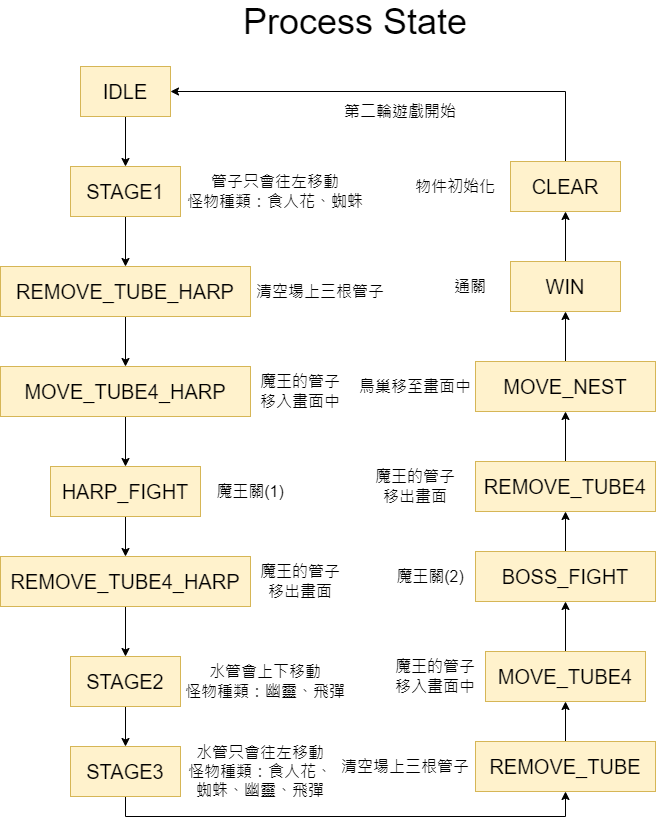 Process State
IDLE
第二輪遊戲開始
STAGE1
管子只會往左移動
怪物種類：食人花、蜘蛛
REMOVE_TUBE_HARP
清空場上三根管子
MOVE_TUBE4_HARP
魔王的管子
移入畫面中
HARP_FIGHT
魔王關(1)
REMOVE_TUBE4_HARP
魔王的管子
移出畫面
STAGE2
水管會上下移動
怪物種類：幽靈、飛彈
STAGE3
水管只會往左移動
怪物種類：食人花、
蜘蛛、幽靈、飛彈
清空場上三根管子
REMOVE_TUBE
魔王的管子
移入畫面中
MOVE_TUBE4
魔王關(2)
BOSS_FIGHT
魔王的管子
移出畫面
REMOVE_TUBE4
鳥巢移至畫面中
MOVE_NEST
通關
WIN
物件初始化
CLEAR